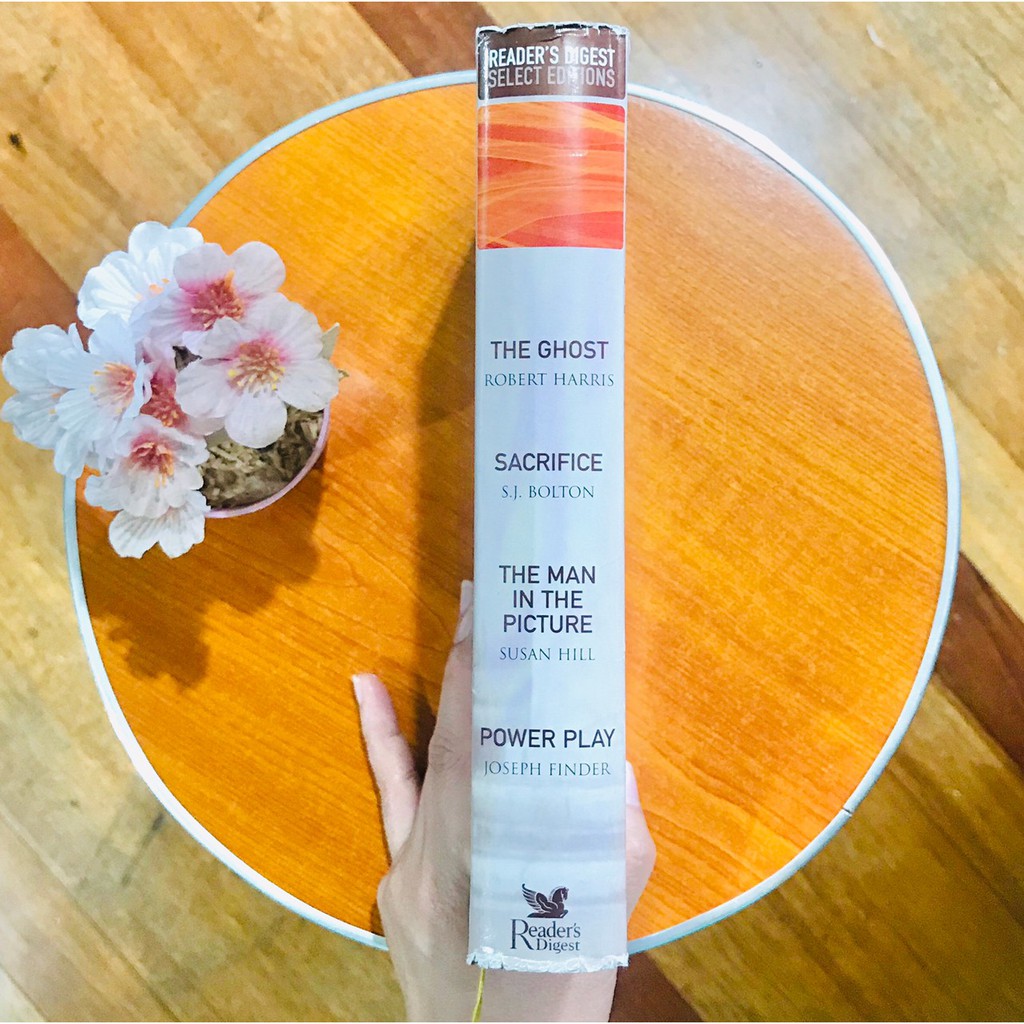 READER'S DIGEST
SELECT EDITIONS
THE GHOST
ROBERT HARRIS
SACRIFICE
S.J. BOLTON
THE MAN
IN THE
PICTURE
SUSAN HILL
POWER PLAY
JOSEPH FINDER
Reader's
Digest